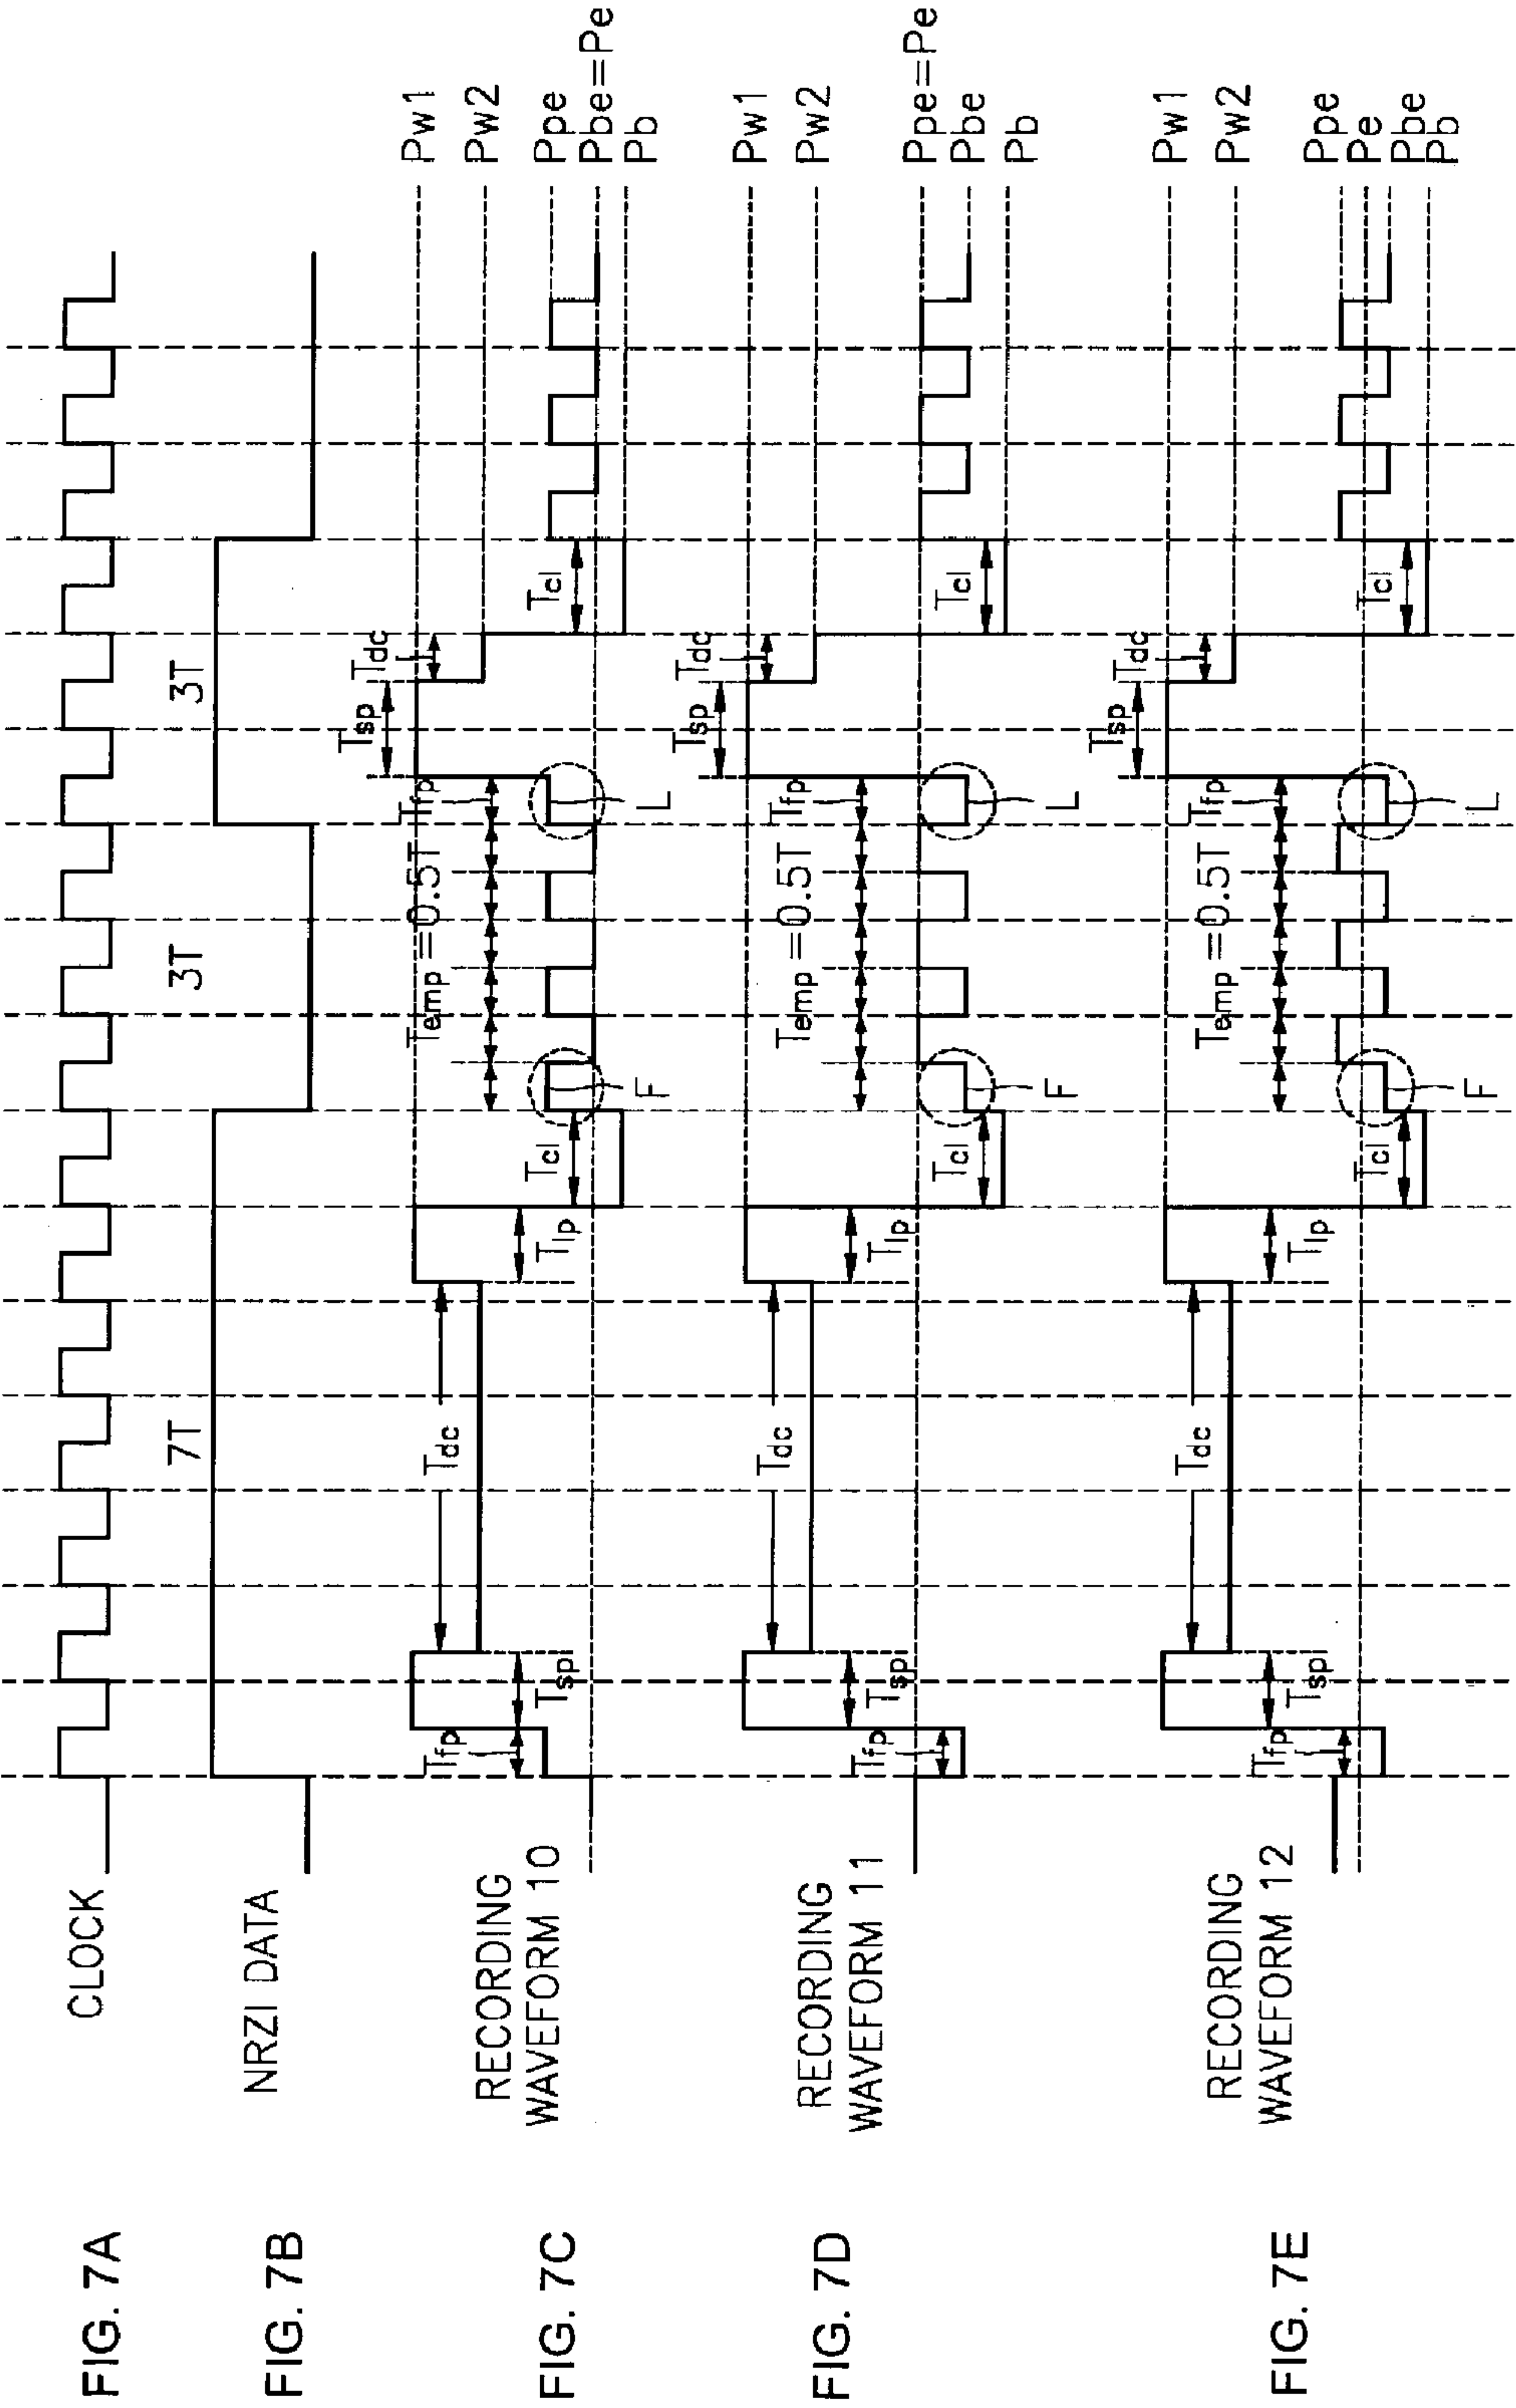 FIG. 7A
CLOCK
FIG. 7B
NRZI DATA
7T
3T
3T
FIG. 7C
RECORDING
WAVEFORM 10
Tfp
Tsp
Tdc
Tlp
Tcl
F
Temp=0.5T
Tfp
L
Tsp
Tdc
Tcl
Pw1
Pw2
Ppe
Pbe=Pe
Pb
FIG. 7D
RECORDING
WAVEFORM 11
Tfp
Tsp
Tdc
Tlp
Tcl
F
Temp=0.5T
Tfp
L
Tsp
Tdc
Tcl
Pw1
Pw2
Ppe=Pe
Pbe
Pb
FIG. 7E
RECORDING
WAVEFORM 12
Tfp
Tsp
Tdc
Tlp
Tcl
F
Temp=0.5T
Tfp
L
Tsp
Tdc
Tcl
Pw1
Pw2
Ppe
Pe
Pbe
Pb